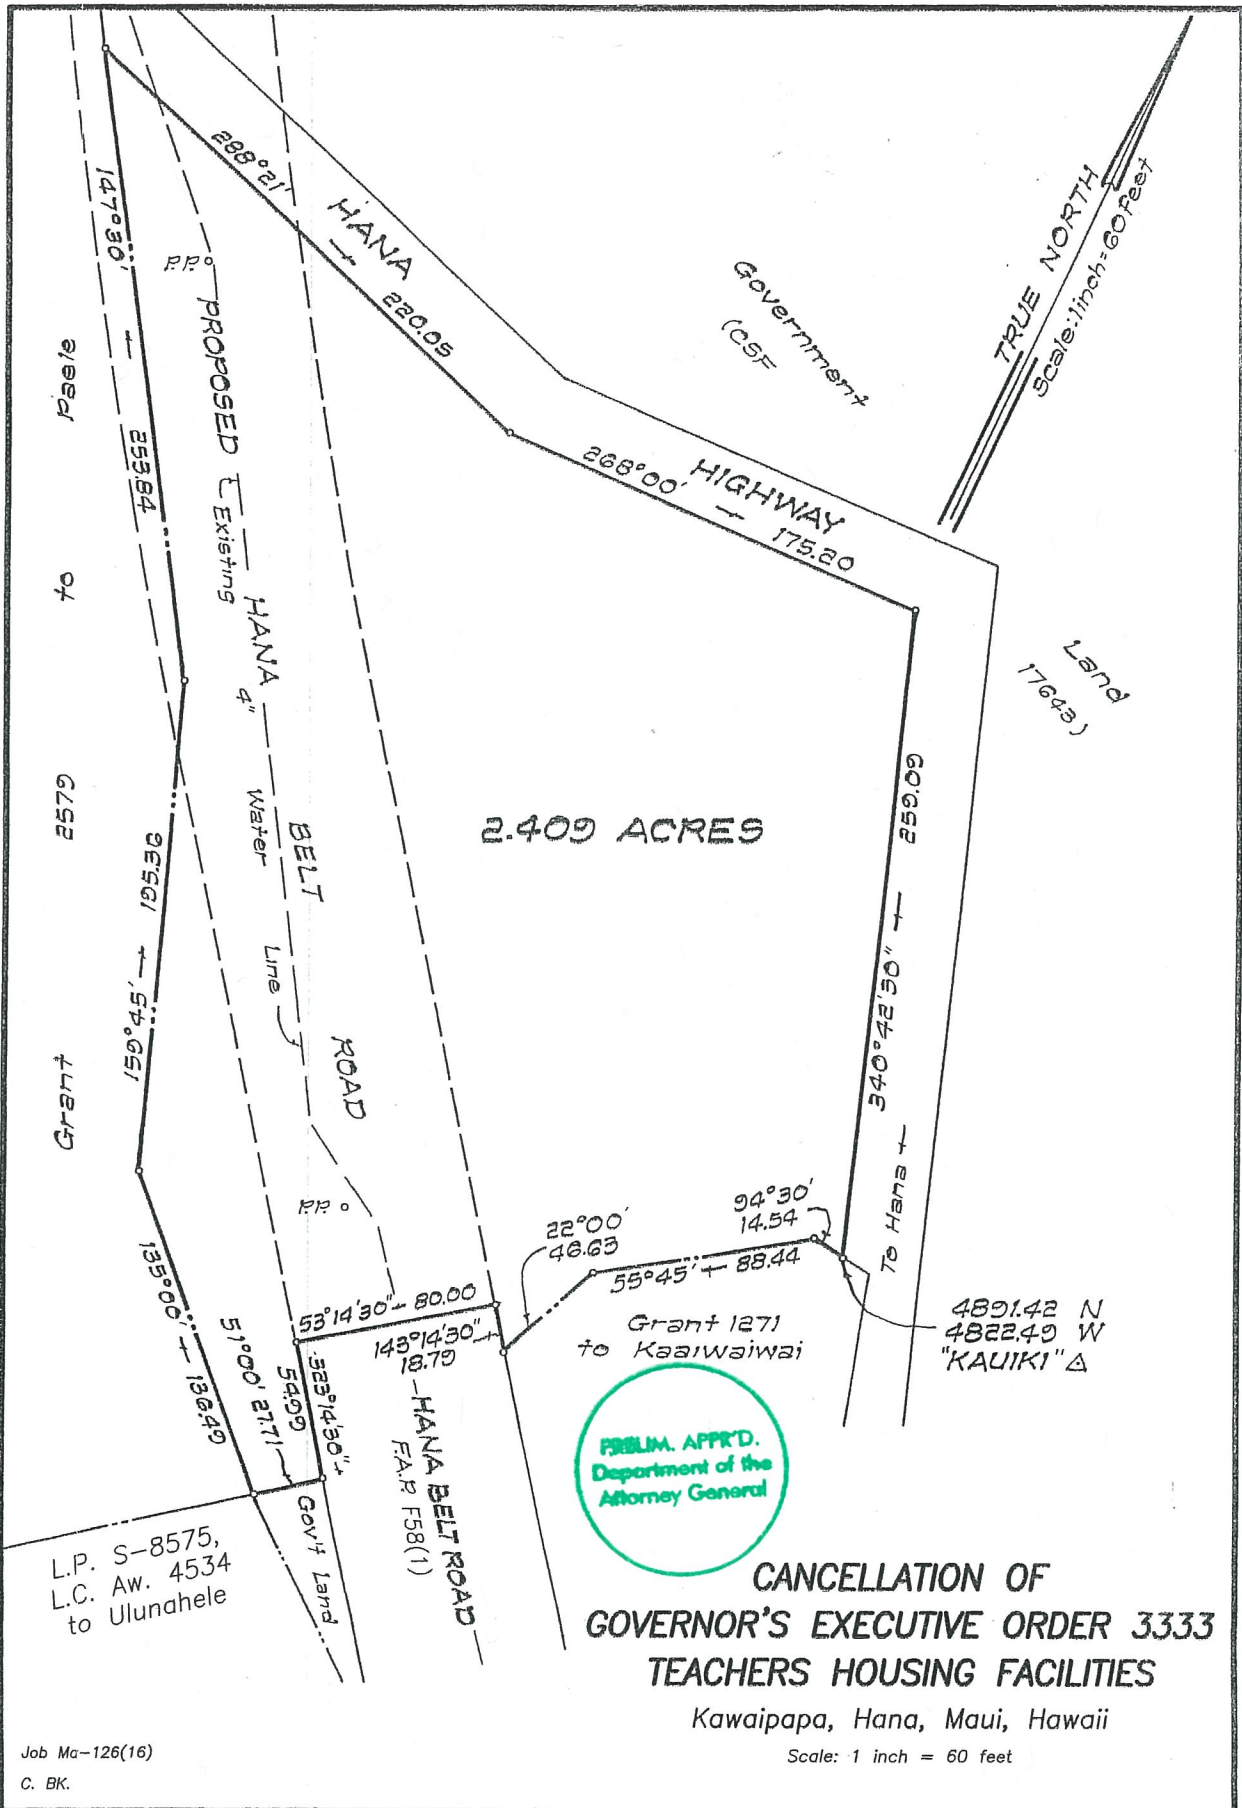 288°21'
HANA
220.05
147°30'
253.84
P.P.
PROPOSED
Existing
HANA
4"
Water
BELT
Line
ROAD
Government
(CSF
TRUE NORTH
Scale: 1 inch = 60 feet
268°00'
HIGHWAY
175.20
Land
17643)
Grant
2579
to
Paele
2.409 ACRES
259.09
340°42'30"
To Hana
159°54'
195.36
P.P.
22°00'
46.63
94°30'
14.54
55°45' 88.44
53°14'30" 80.00
143°14'30"
18.79
135°00' 136.49
51°00' 27.71
323°14'30"
54.99
Grant 1271
to Kaaiwaiwai
4891.42 N
4822.49 W
"KAUIKI" △
HANA BELT ROAD
F.A.P. F58(1)
Gov't Land
L.P. S-8575,
L.C. Aw. 4534
to Ulunahele
PRELIM. APPR'D.
Department of the
Attorney General
CANCELLATION OF
GOVERNOR'S EXECUTIVE ORDER 3333
TEACHERS HOUSING FACILITIES
Kawaipapa, Hana, Maui, Hawaii
Scale: 1 inch = 60 feet
Job Ma-126(16)
C. BK.